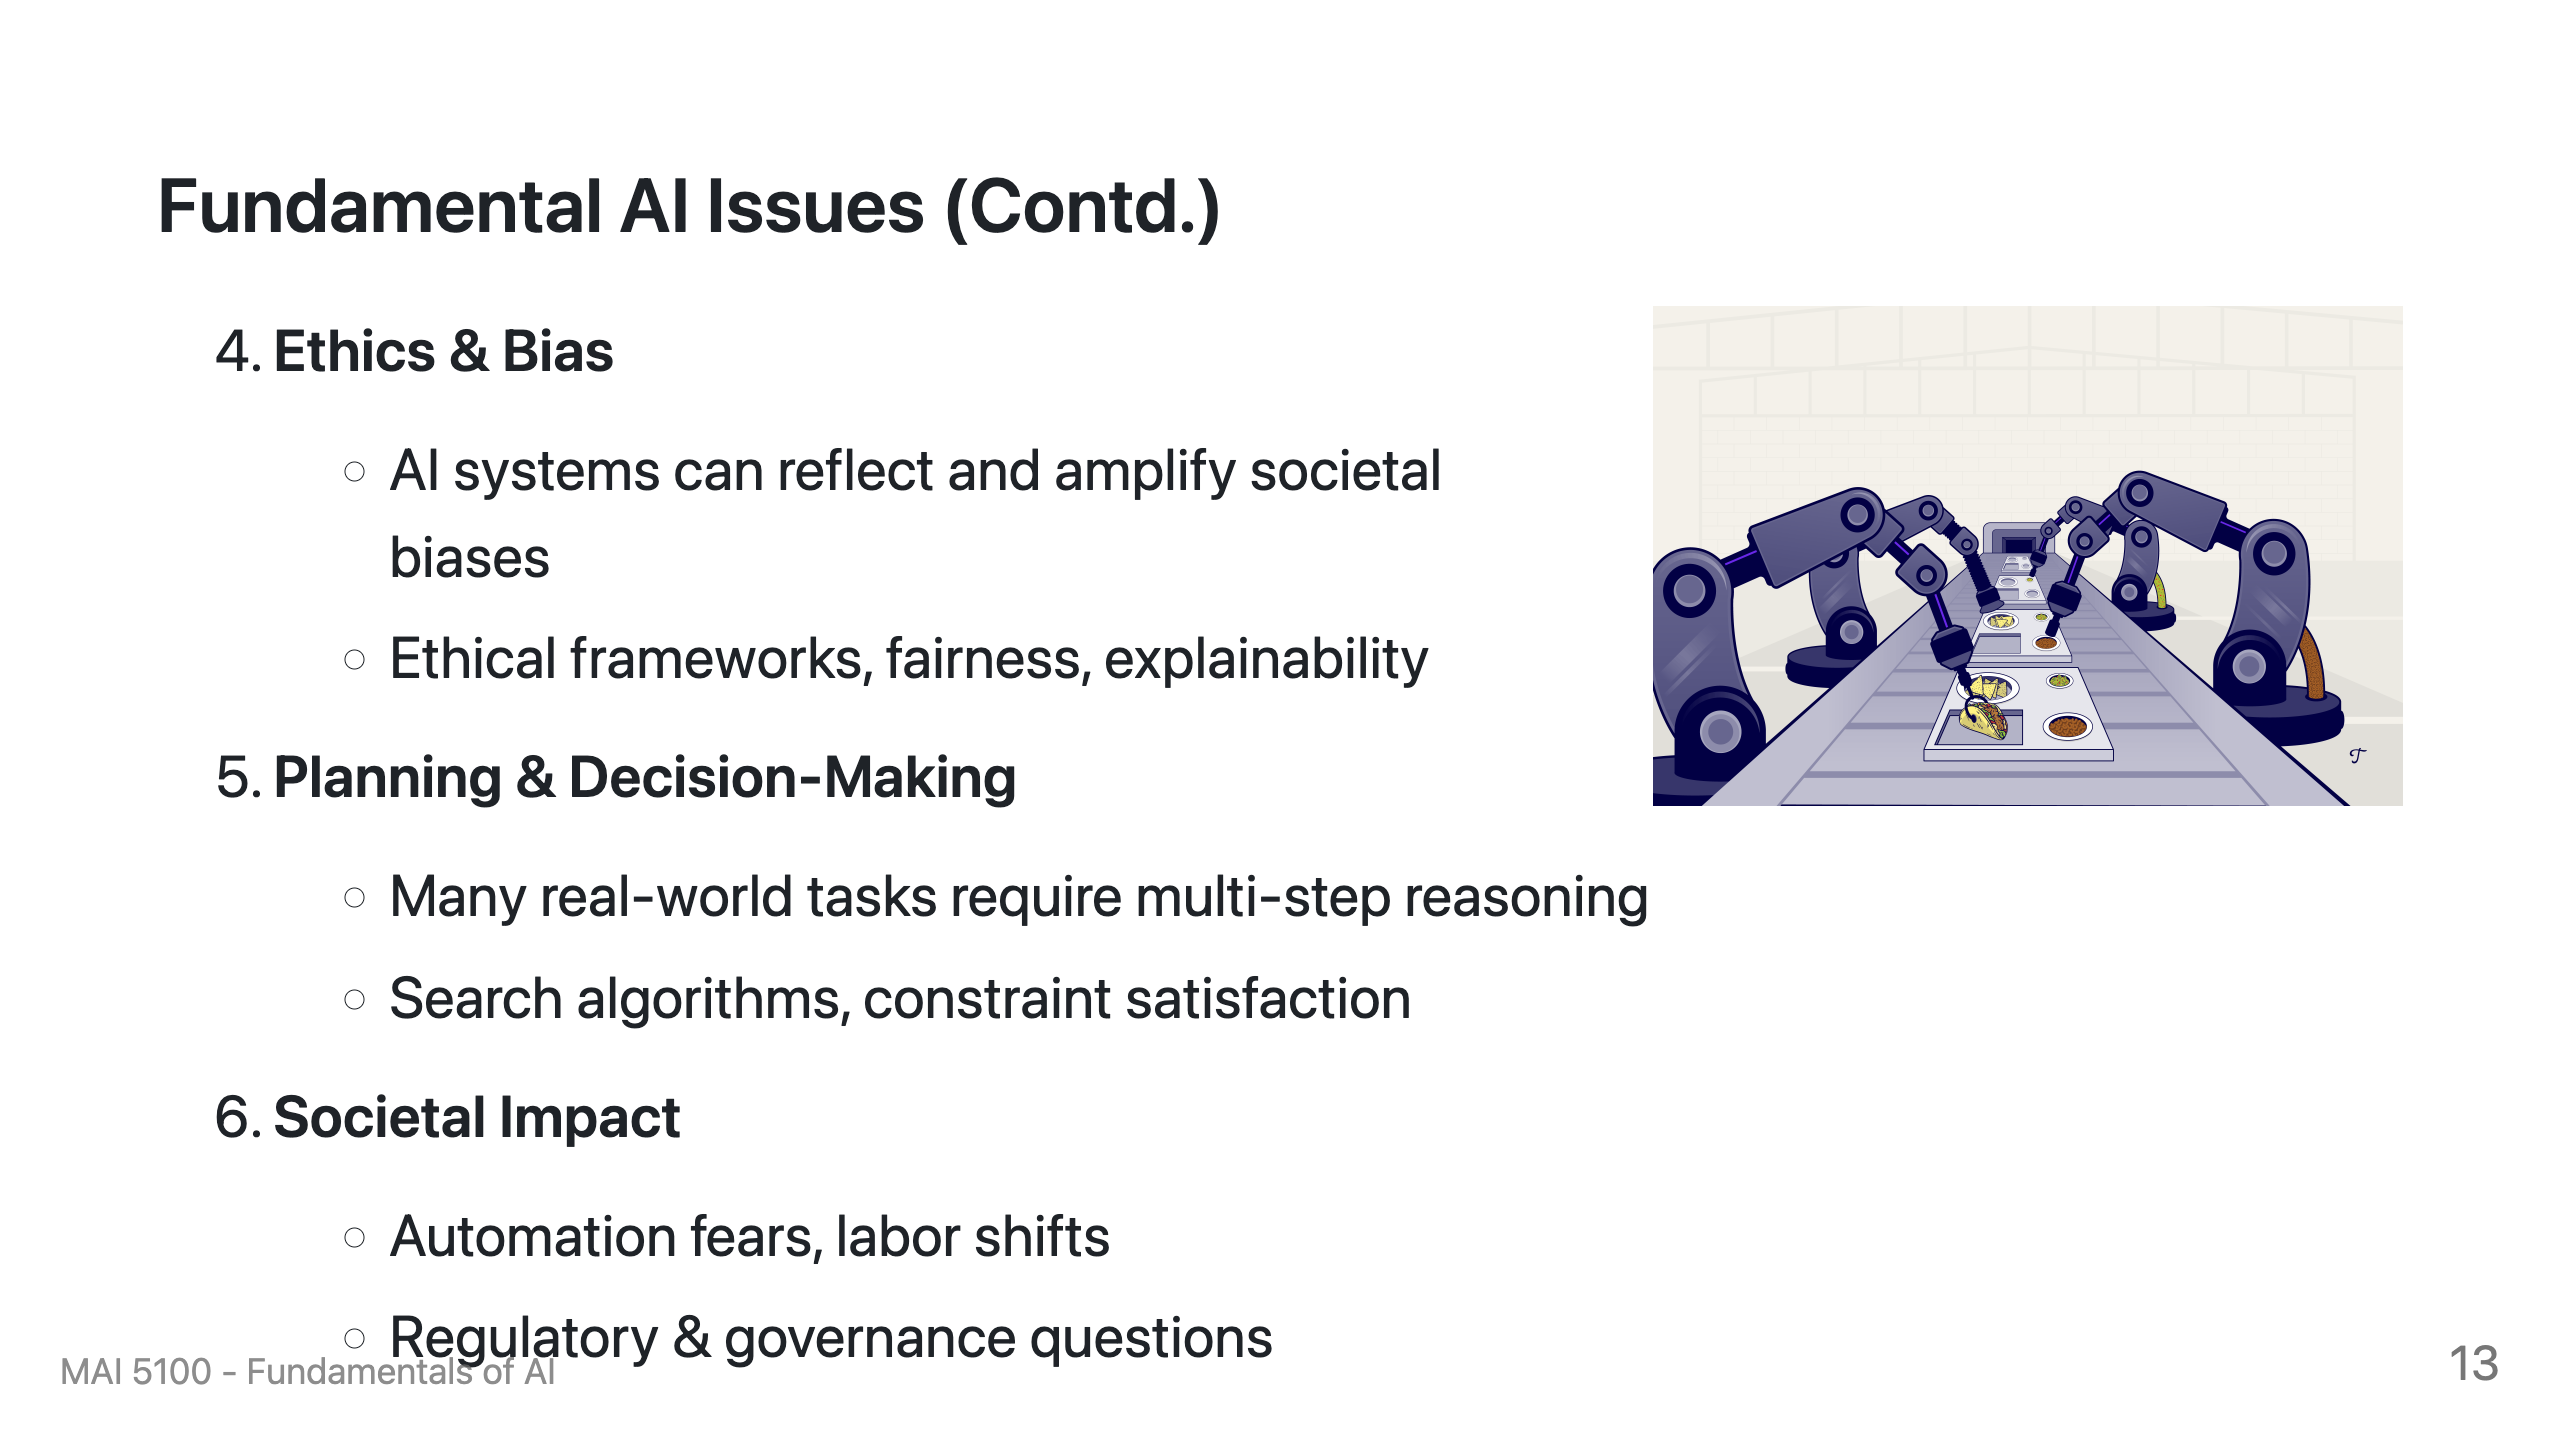 Fundamental AI Issues (Contd.)
4. Ethics & Bias
○ AI systems can reflect and amplify societal
biases
○ Ethical frameworks, fairness, explainability
5. Planning & Decision-Making
○ Many real-world tasks require multi-step reasoning
○ Search algorithms, constraint satisfaction
6. Societal Impact
○ Automation fears, labor shifts
○ Regulatory & governance questions
MAI 5100 - Fundamentals of AI
13